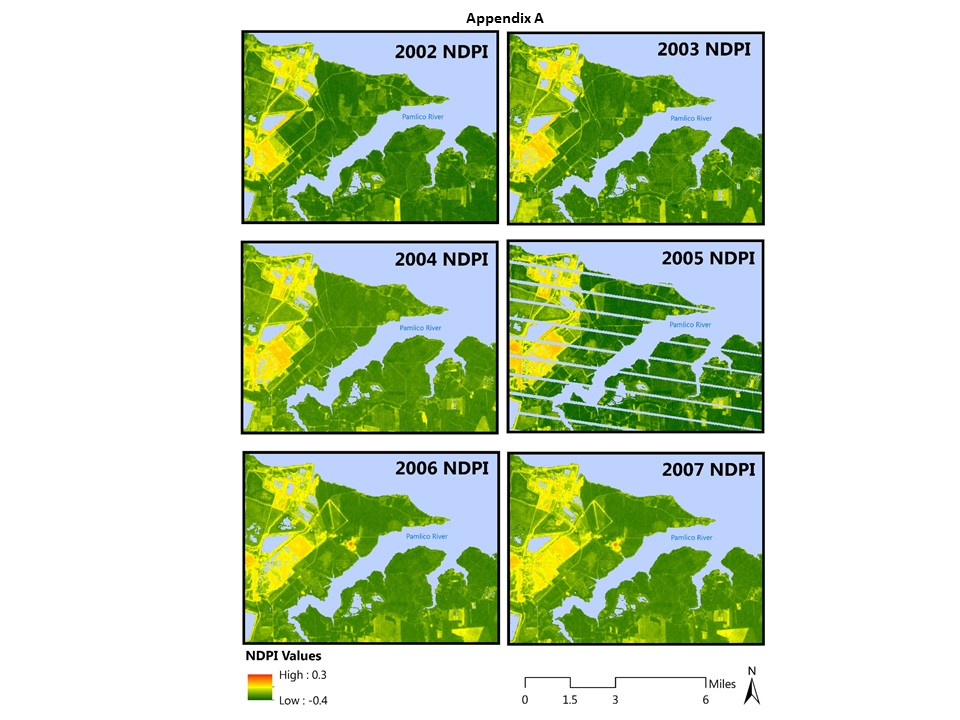 Appendix A
2002 NDPI
Pamlico River
2003 NDPI
Pamlico River
2004 NDPI
Pamlico River
2005 NDPI
Pamlico River
2006 NDPI
Pamlico River
2007 NDPI
Pamlico River
NDPI Values
High : 0.3
Low : -0.4
Miles
0 1.5 3 6
N